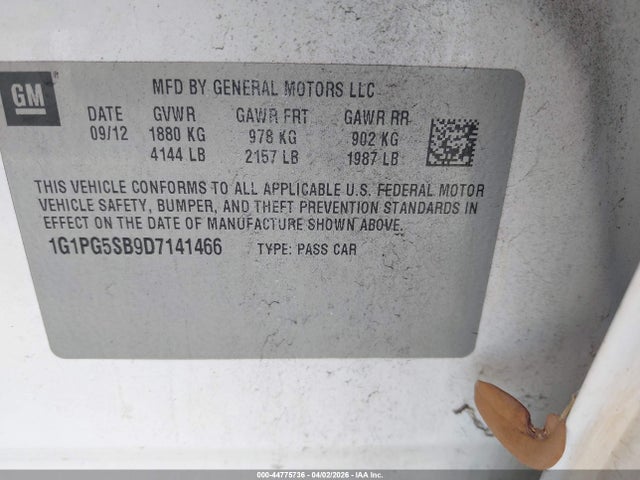 GM
MFD BY GENERAL MOTORS LLC
DATE GVWR GAWR FRT GAWR RR
09/12 1880 KG 978 KG 902 KG
4144 LB 2157 LB 1987 LB
THIS VEHICLE CONFORMS TO ALL APPLICABLE U.S. FEDERAL MOTOR
VEHICLE SAFETY, BUMPER, AND THEFT PREVENTION STANDARDS IN
EFFECT ON THE DATE OF MANUFACTURE SHOWN ABOVE.
1G1PG5SB9D7141466 TYPE: PASS CAR
000-44775736 - 04/02/2026 - IAA, Inc.